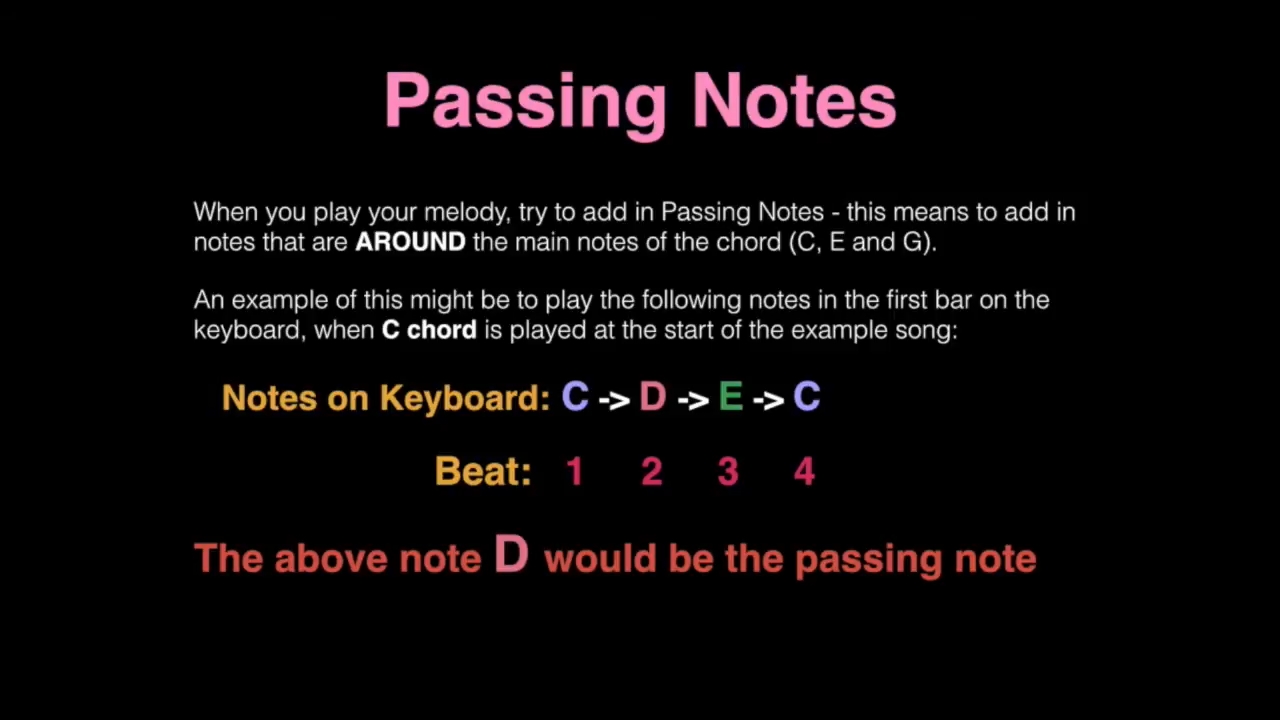 Passing Notes
When you play your melody, try to add in Passing Notes - this means to add in
notes that are AROUND the main notes of the chord (C, E and G).
An example of this might be to play the following notes in the first bar on the
keyboard, when C chord is played at the start of the example song:
Notes on Keyboard: C -> D -> E -> C
Beat: 1 2 3 4
The above note D would be the passing note